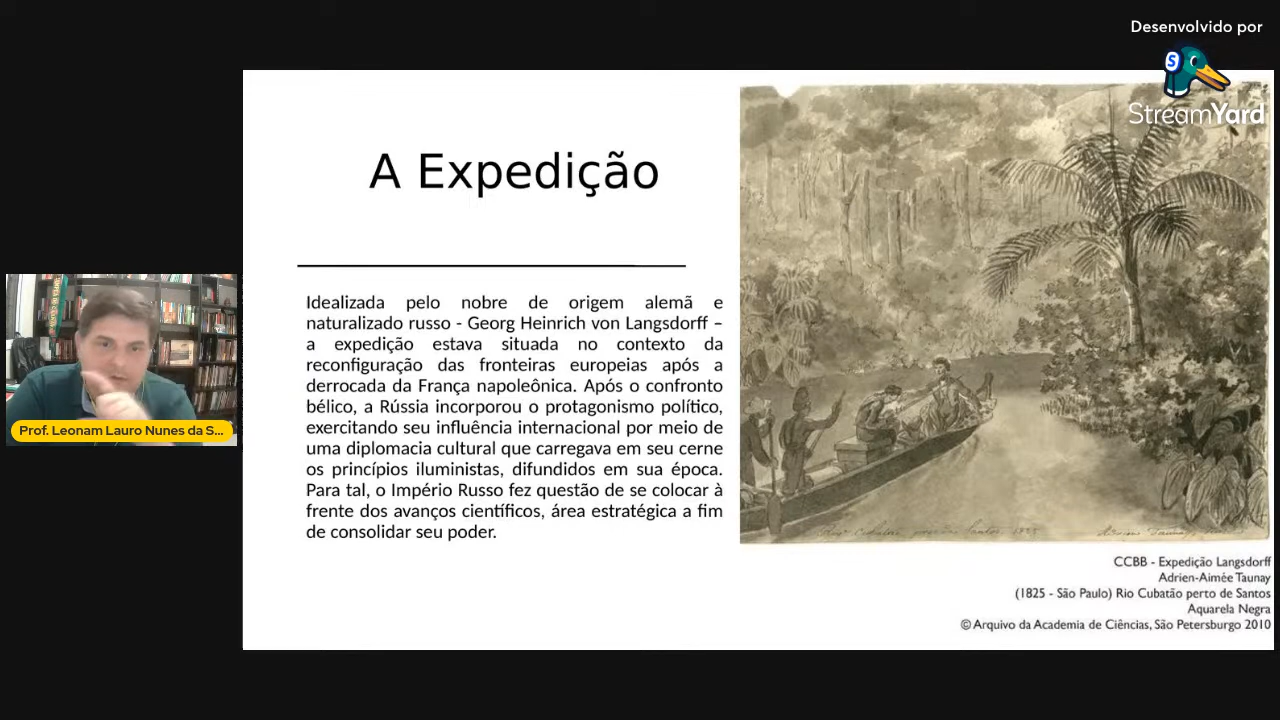 Desenvolvido por
StreamYard
A Expedição
Idealizada pelo nobre de origem alemã e
naturalizado russo - Georg Heinrich von Langsdorff –
a expedição estava situada no contexto da
reconfiguração das fronteiras europeias após a
derrocada da França napoleônica. Após o confronto
bélico, a Rússia incorporou o protagonismo político,
exercitando seu influência internacional por meio de
uma diplomacia cultural que carregava em seu cerne
os princípios iluministas, difundidos em sua época.
Para tal, o Império Russo fez questão de se colocar à
frente dos avanços científicos, área estratégica a fim
de consolidar seu poder.
CCBB - Expedição Langsdorff
Adrien-Aimée Taunay
(1825 - São Paulo) Rio Cubatão perto de Santos
Aquarela Negra
© Arquivo da Academia de Ciências, São Petersburgo 2010
Prof. Leonam Lauro Nunes da S...